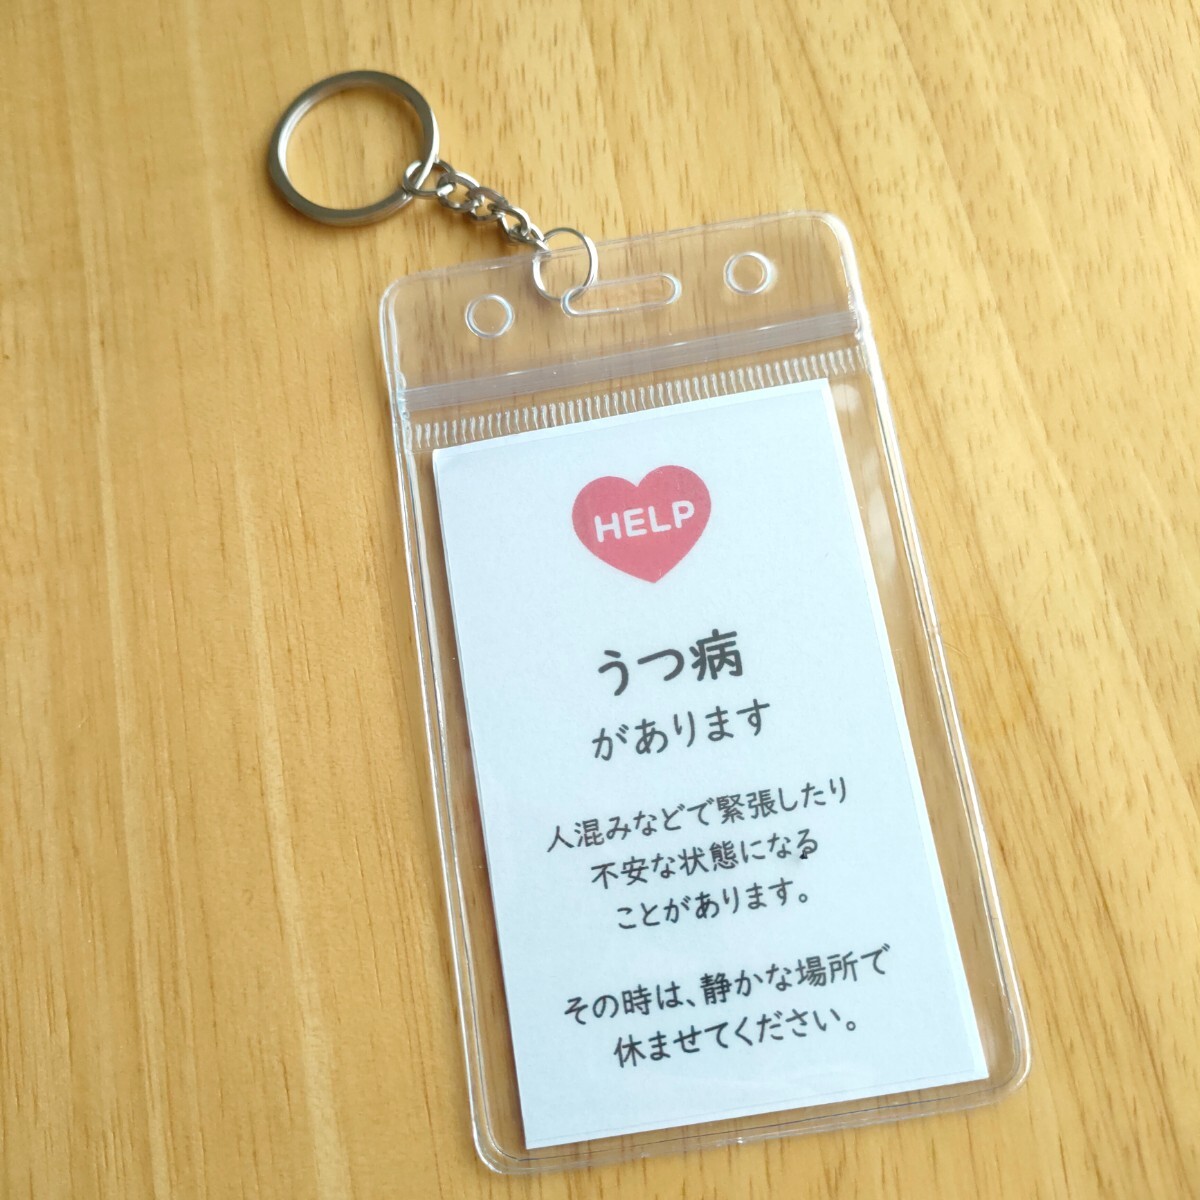 HELP
うつ病
があります
人混みなどで緊張したり
不安な状態になる
ことがあります。
その時は、静かな場所で
休ませてください。